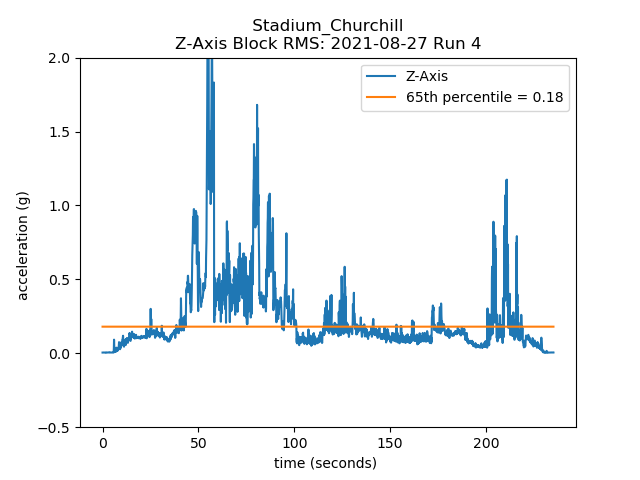 Stadium_Churchill
Z-Axis Block RMS: 2021-08-27 Run 4
2.0
1.5
1.0
0.5
0.0
−0.5
acceleration (g)
Z-Axis
65th percentile = 0.18
0
50
100
150
200
time (seconds)